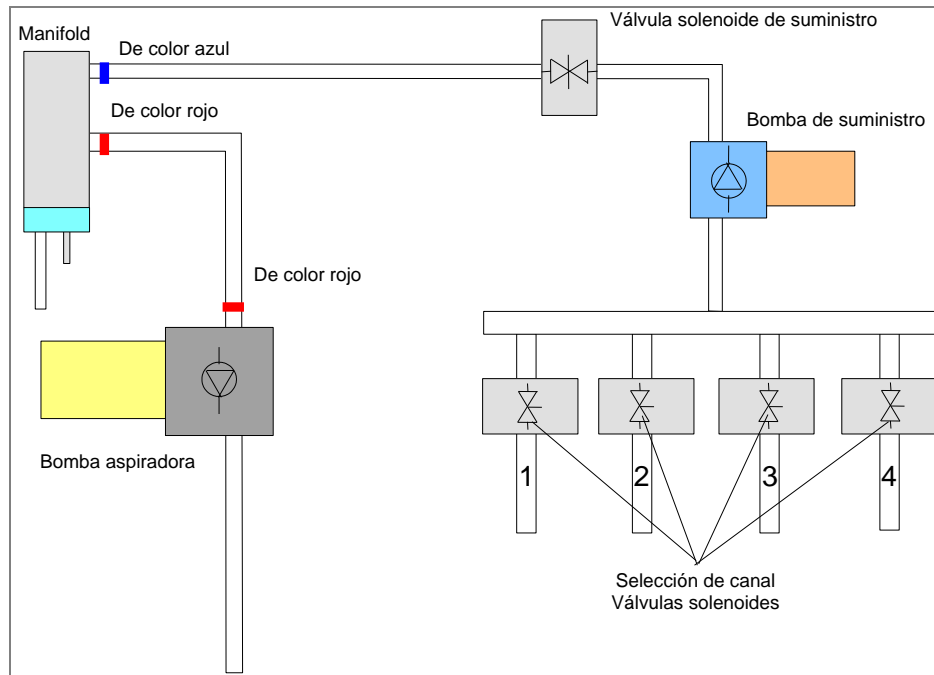 Válvula solenoide de suministro
Manifold
De color azul
De color rojo
Bomba de suministro
De color rojo
Bomba aspiradora
1 2 3 4
Selección de canal
Válvulas solenoides